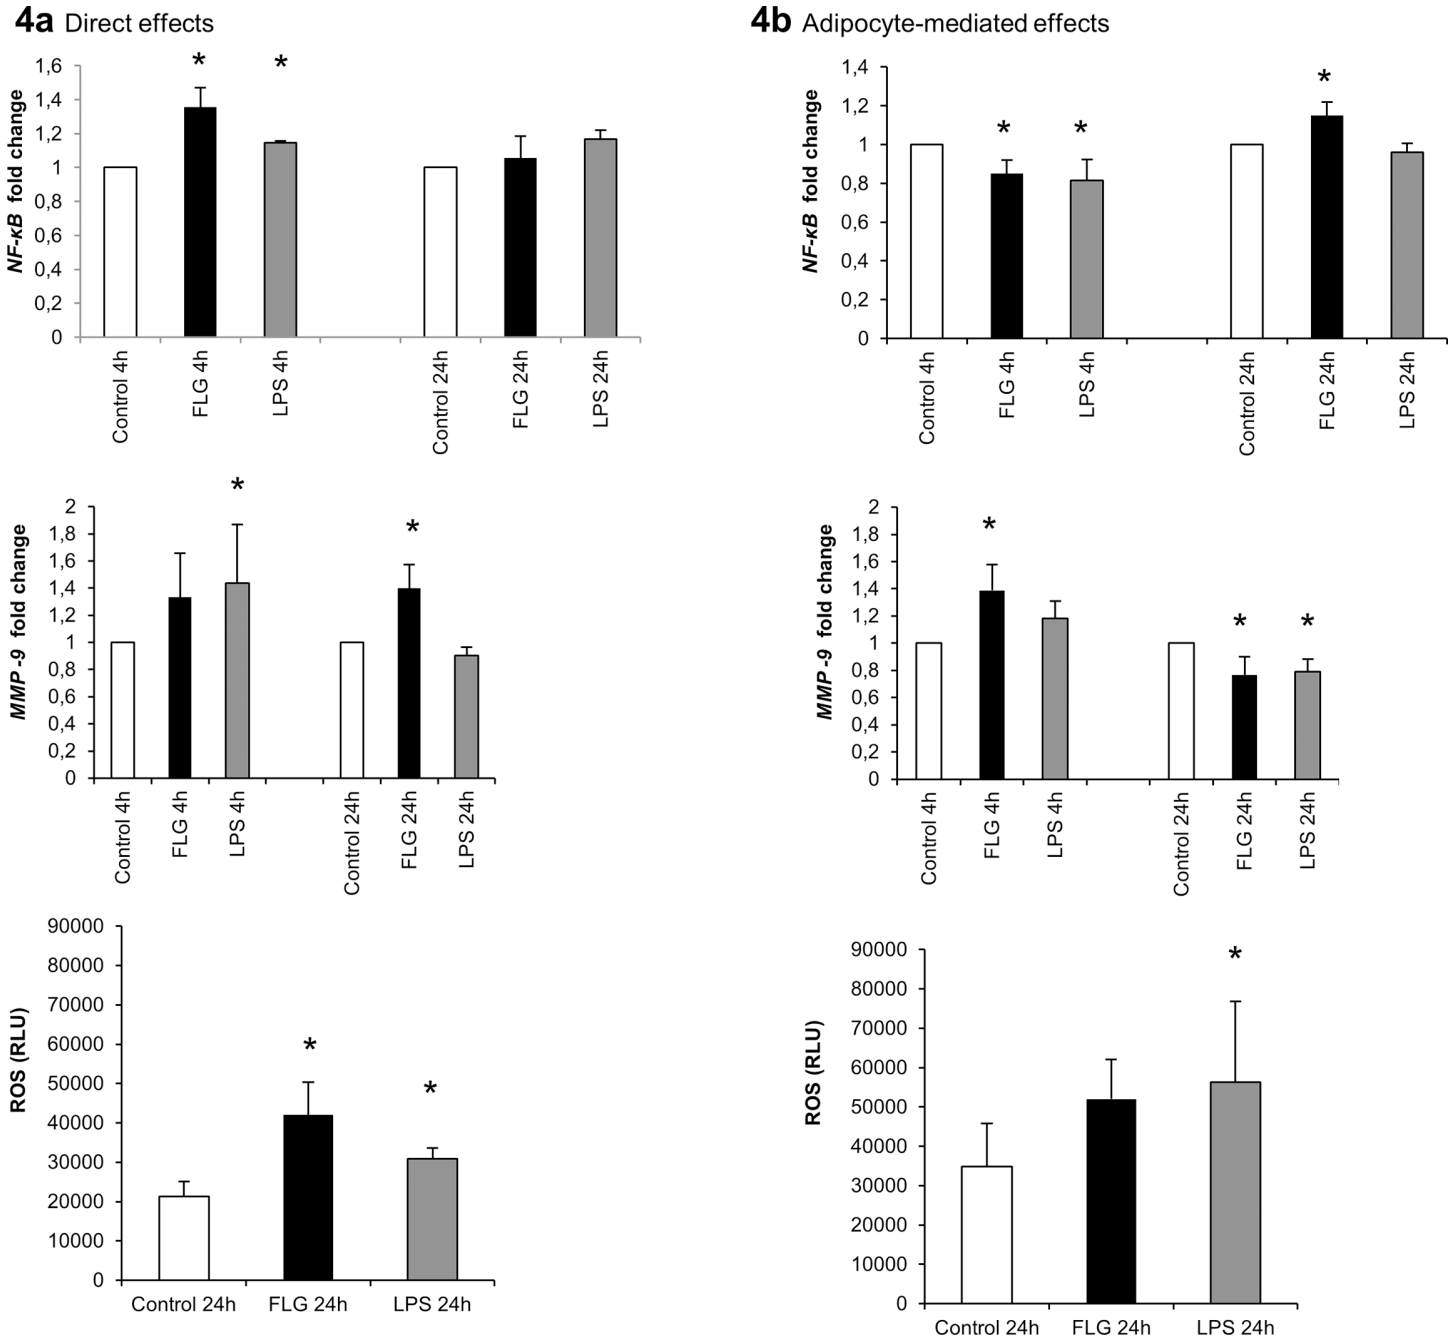 4a Direct effects
NF-κB fold change
1,6
1,4
1,2
1
0,8
0,6
0,4
0,2
0
*
*
Control 4h
FLG 4h
LPS 4h
Control 24h
FLG 24h
LPS 24h
4b Adipocyte-mediated effects
NF-κB fold change
1,4
1,2
1
0,8
0,6
0,4
0,2
0
*
*
*
Control 4h
FLG 4h
LPS 4h
Control 24h
FLG 24h
LPS 24h
MMP -9 fold change
2
1,8
1,6
1,4
1,2
1
0,8
0,6
0,4
0,2
0
*
*
Control 4h
FLG 4h
LPS 4h
Control 24h
FLG 24h
LPS 24h
MMP -9 fold change
2
1,8
1,6
1,4
1,2
1
0,8
0,6
0,4
0,2
0
*
*
*
Control 4h
FLG 4h
LPS 4h
Control 24h
FLG 24h
LPS 24h
ROS (RLU)
90000
80000
70000
60000
50000
40000
30000
20000
10000
0
*
*
Control 24h
FLG 24h
LPS 24h
ROS (RLU)
90000
80000
70000
60000
50000
40000
30000
20000
10000
0
*
Control 24h
FLG 24h
LPS 24h